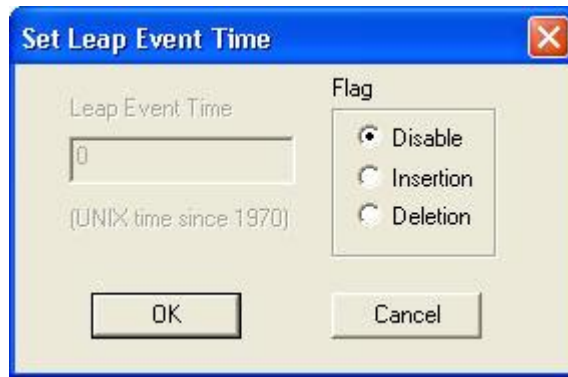 Set Leap Event Time
Leap Event Time
0
(UNIX time since 1970)
Flag
Disable
Insertion
Deletion
OK
Cancel